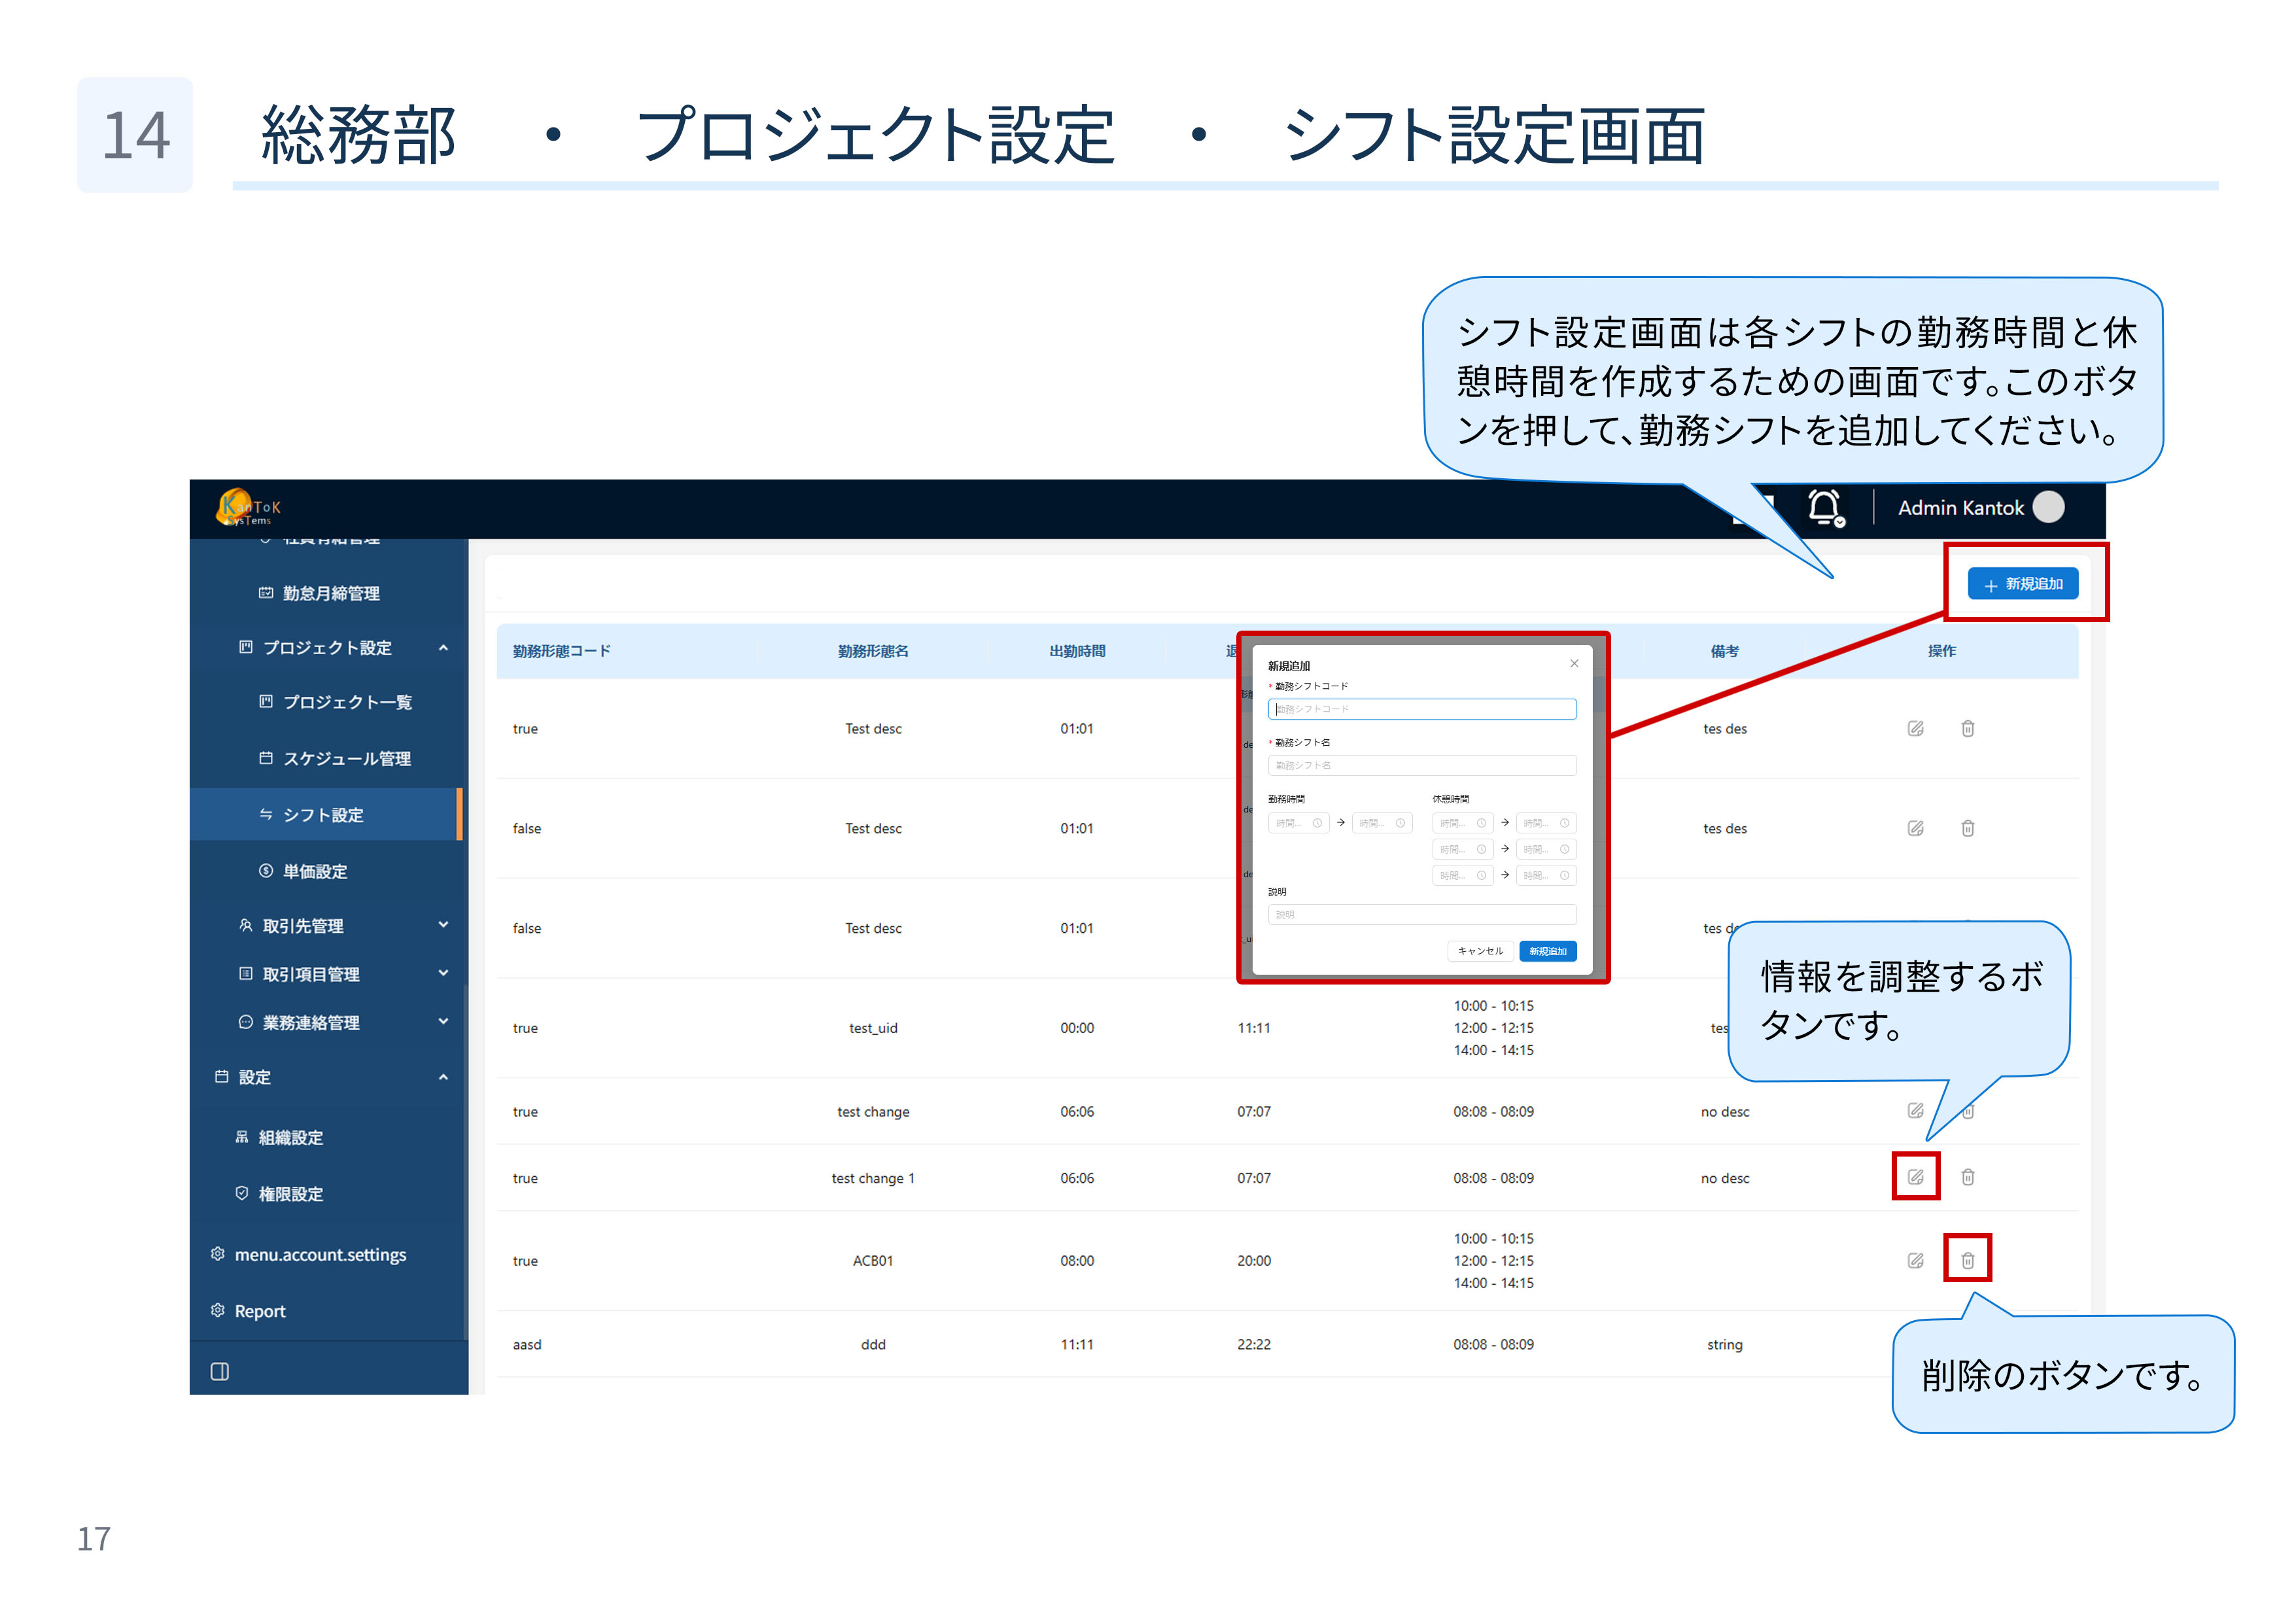 14
総務部 ・ プロジェクト設定 ・ シフト設定画面
シフト設定画面は各シフトの勤務時間と休
憩時間を作成するための画面です。このボタ
ンを押して、勤務シフトを追加してください。
KanToK
SysTems
Admin Kantok
勤怠月締管理
プロジェクト設定
プロジェクト一覧
スケジュール管理
シフト設定
単価設定
取引先管理
取引項目管理
業務連絡管理
設定
組織設定
権限設定
menu.account.settings
Report
+ 新規追加
勤務形態コード 勤務形態名 出勤時間 退 備考 操作
true Test desc 01:01 tes des
false Test desc 01:01 tes des
false Test desc 01:01 tes
true test_uid 00:00 11:11 10:00 - 10:15
12:00 - 12:15
14:00 - 14:15
true test change 06:06 07:07 08:08 - 08:09 no desc
true test change 1 06:06 07:07 08:08 - 08:09 no desc
true ACB01 08:00 20:00 10:00 - 10:15
12:00 - 12:15
14:00 - 14:15
aasd ddd 11:11 22:22 08:08 - 08:09 string
新規追加
* 勤務シフトコード
勤務シフトコード
* 勤務シフト名
勤務シフト名
勤務時間 休憩時間
時間... → 時間... 時間... → 時間...
時間... → 時間...
時間... → 時間...
説明
説明
キャンセル 新規追加
情報を調整するボ
タンです。
削除のボタンです。
17